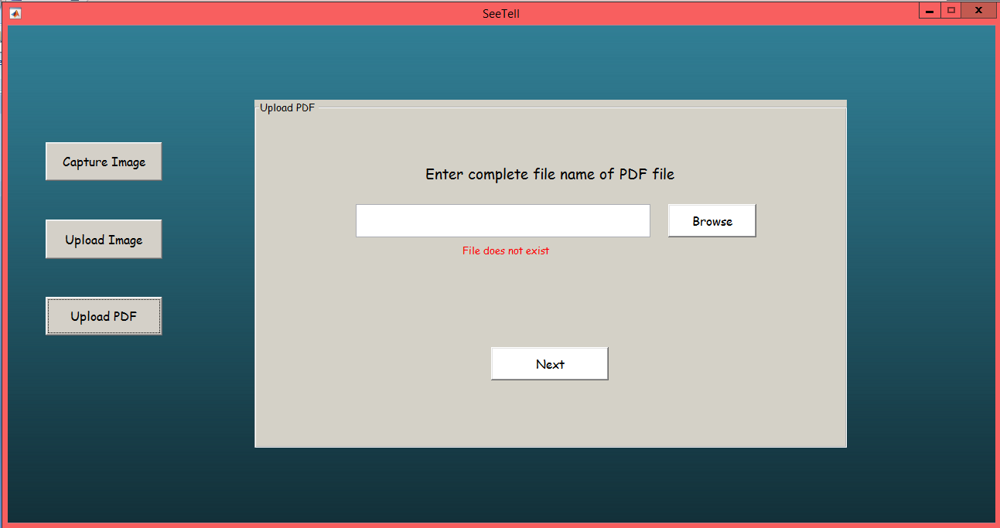 SeeTell
Capture Image
Upload Image
Upload PDF
Upload PDF
Enter complete file name of PDF file
Browse
File does not exist
Next